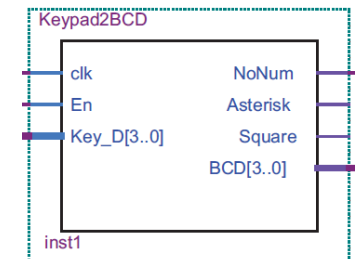 Keypad2BCD
clk NoNum
En Asterisk
Key_D[3..0] Square
BCD[3..0]
inst1